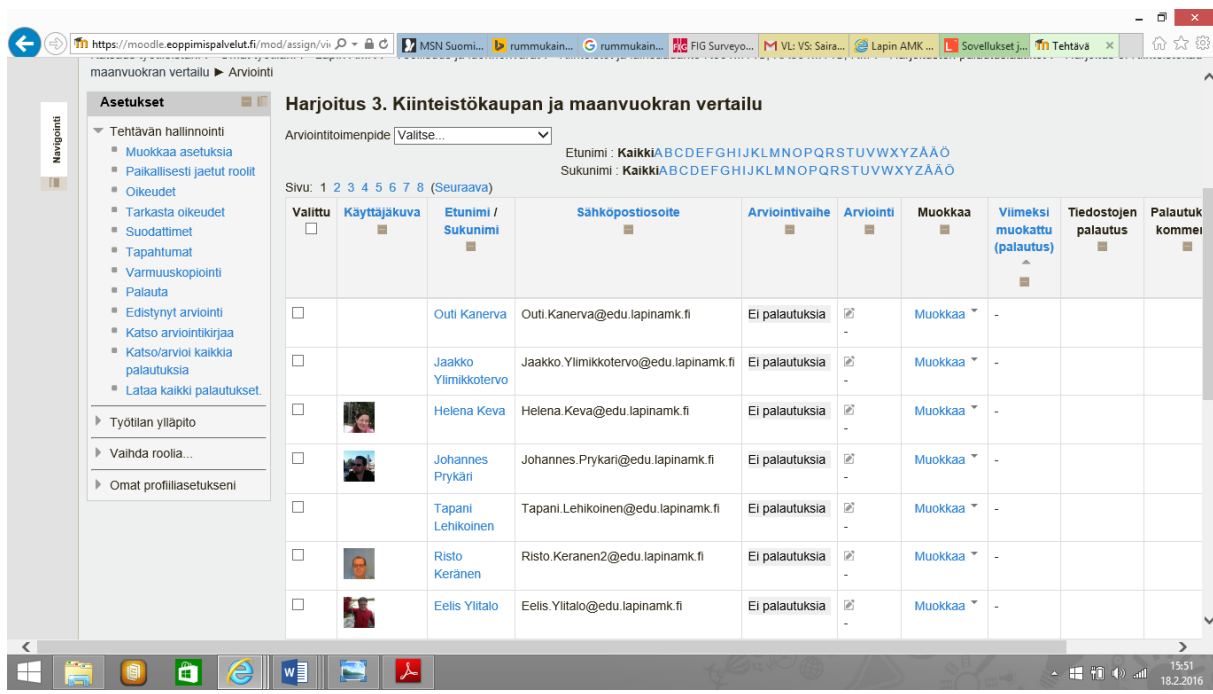 https://moodle.eoppimispalvelut.fi/mod/assign/vi
MSN Suomi...
rummukain...
rummukain...
FIG Surveyo...
VL: VS: Saira...
Lapin AMK ...
Sovellukset j...
Tehtävä
maanvuokran vertailu ► Arviointi
Navigointi
Asetukset
Tehtävän hallinnointi
Muokkaa asetuksia
Paikallisesti jaetut roolit
Oikeudet
Tarkasta oikeudet
Suodattimet
Tapahtumat
Varmuuskopiointi
Palauta
Edistynyt arviointi
Katso arviointikirjaa
Katso/arvioi kaikkia
palautuksia
Lataa kaikki palautukset.
Työtilan ylläpito
Vaihda roolia...
Omat profiiliasetukseni
Harjoitus 3. Kiinteistökaupan ja maanvuokran vertailu
Arviointitoimenpide Valitse...
Etunimi : Kaikki A B C D E F G H I J K L M N O P Q R S T U V W X Y Z Å Ä Ö
Sukunimi : Kaikki A B C D E F G H I J K L M N O P Q R S T U V W X Y Z Å Ä Ö
Sivu: 1 2 3 4 5 6 7 8 (Seuraava)
Valittu Käyttäjäkuva Etunimi / Sähköpostiosoite Arviointivaihe Arviointi Muokkaa Viimeksi Tiedostojen Palautuk
Sukunimi muokattu palautus kommen
(palautus)
Outi Kanerva Outi.Kanerva@edu.lapinamk.fi Ei palautuksia Muokkaa -
-
Jaakko Jaakko.Ylimikkotervo@edu.lapinamk.fi Ei palautuksia Muokkaa -
Ylimikkotervo -
Helena Keva Helena.Keva@edu.lapinamk.fi Ei palautuksia Muokkaa -
-
Johannes Johannes.Prykari@edu.lapinamk.fi Ei palautuksia Muokkaa -
Prykäri -
Tapani Tapani.Lehikoinen@edu.lapinamk.fi Ei palautuksia Muokkaa -
Lehikoinen -
Risto Risto.Keranen2@edu.lapinamk.fi Ei palautuksia Muokkaa -
Keränen -
Eelis Ylitalo Eelis.Ylitalo@edu.lapinamk.fi Ei palautuksia Muokkaa -
-
15:51
18.2.2016